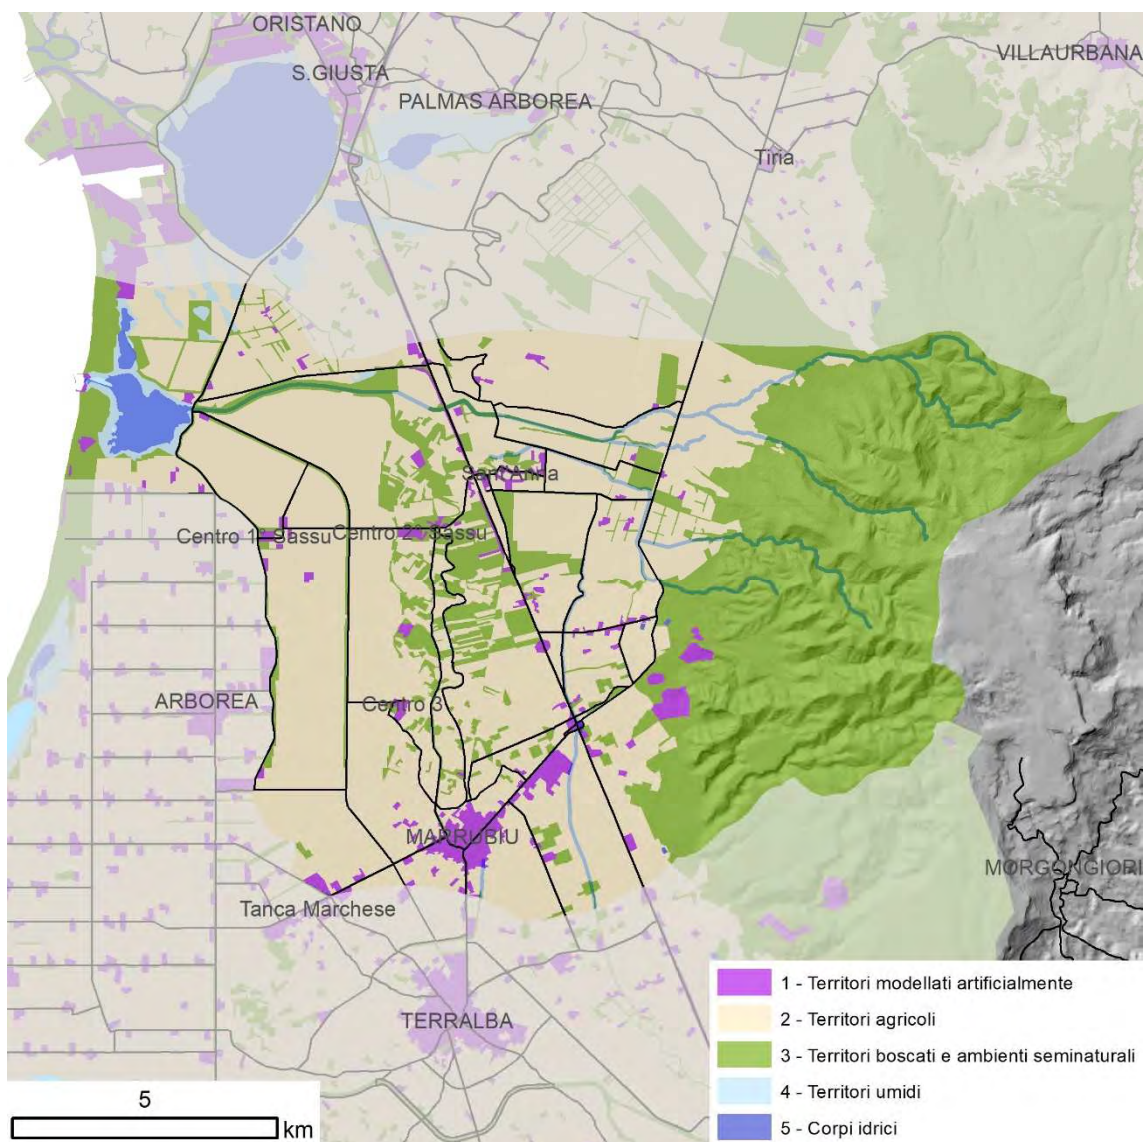 ORISTANO
VILLAURBANA
S.GIUSTA
PALMAS ARBOREA
Tiria
Sant'Anna
Centro 1° Sassu
Centro 2° Sassu
ARBOREA
Centro 3
MARRUBIU
MORGONGIORI
Tanca Marchese
TERRALBA
1 - Territori modellati artificialmente
2 - Territori agricoli
3 - Territori boscati e ambienti seminaturali
4 - Territori umidi
5 - Corpi idrici
5
km